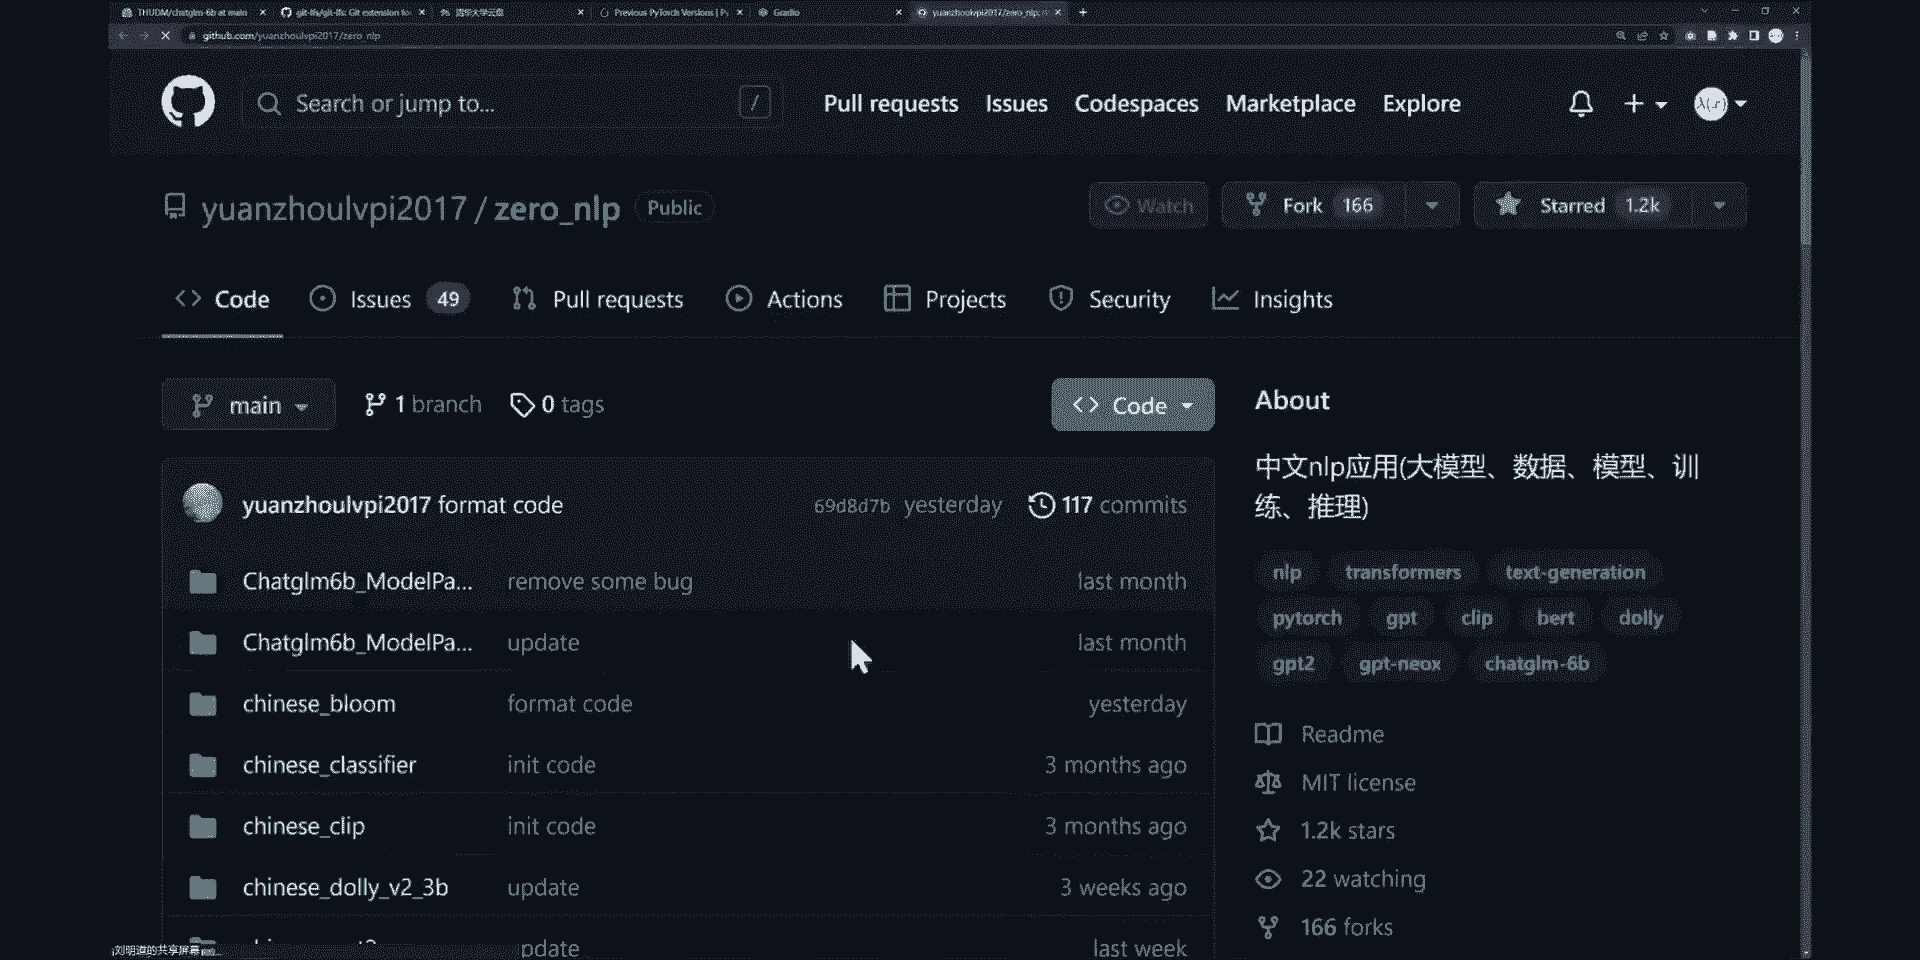 THUDM/chatglm-6b at main
git-lfs/git-lfs: Git extension fo
清华大学云盘
Previous PyTorch Versions | Py
Gradio
yuanzhoulvpi2017/zero_nlp:
github.com/yuanzhoulvpi2017/zero_nlp
Search or jump to...
/
Pull requests
Issues
Codespaces
Marketplace
Explore
yuanzhoulvpi2017 / zero_nlp
Public
Watch
Fork 166
Starred 1.2k
Code
Issues 49
Pull requests
Actions
Projects
Security
Insights
main
1 branch
0 tags
Code
About
中文nlp应用(大模型、数据、模型、训
练、推理)
yuanzhoulvpi2017 format code
69d8d7b yesterday
117 commits
Chatglm6b_ModelPa... remove some bug last month
Chatglm6b_ModelPa... update last month
chinese_bloom format code yesterday
chinese_classifier init code 3 months ago
chinese_clip init code 3 months ago
chinese_dolly_v2_3b update 3 weeks ago
last week
nlp transformers text-generation
pytorch gpt clip bert dolly
gpt2 gpt-neox chatglm-6b
Readme
MIT license
1.2k stars
22 watching
166 forks
刘明道的共享屏幕